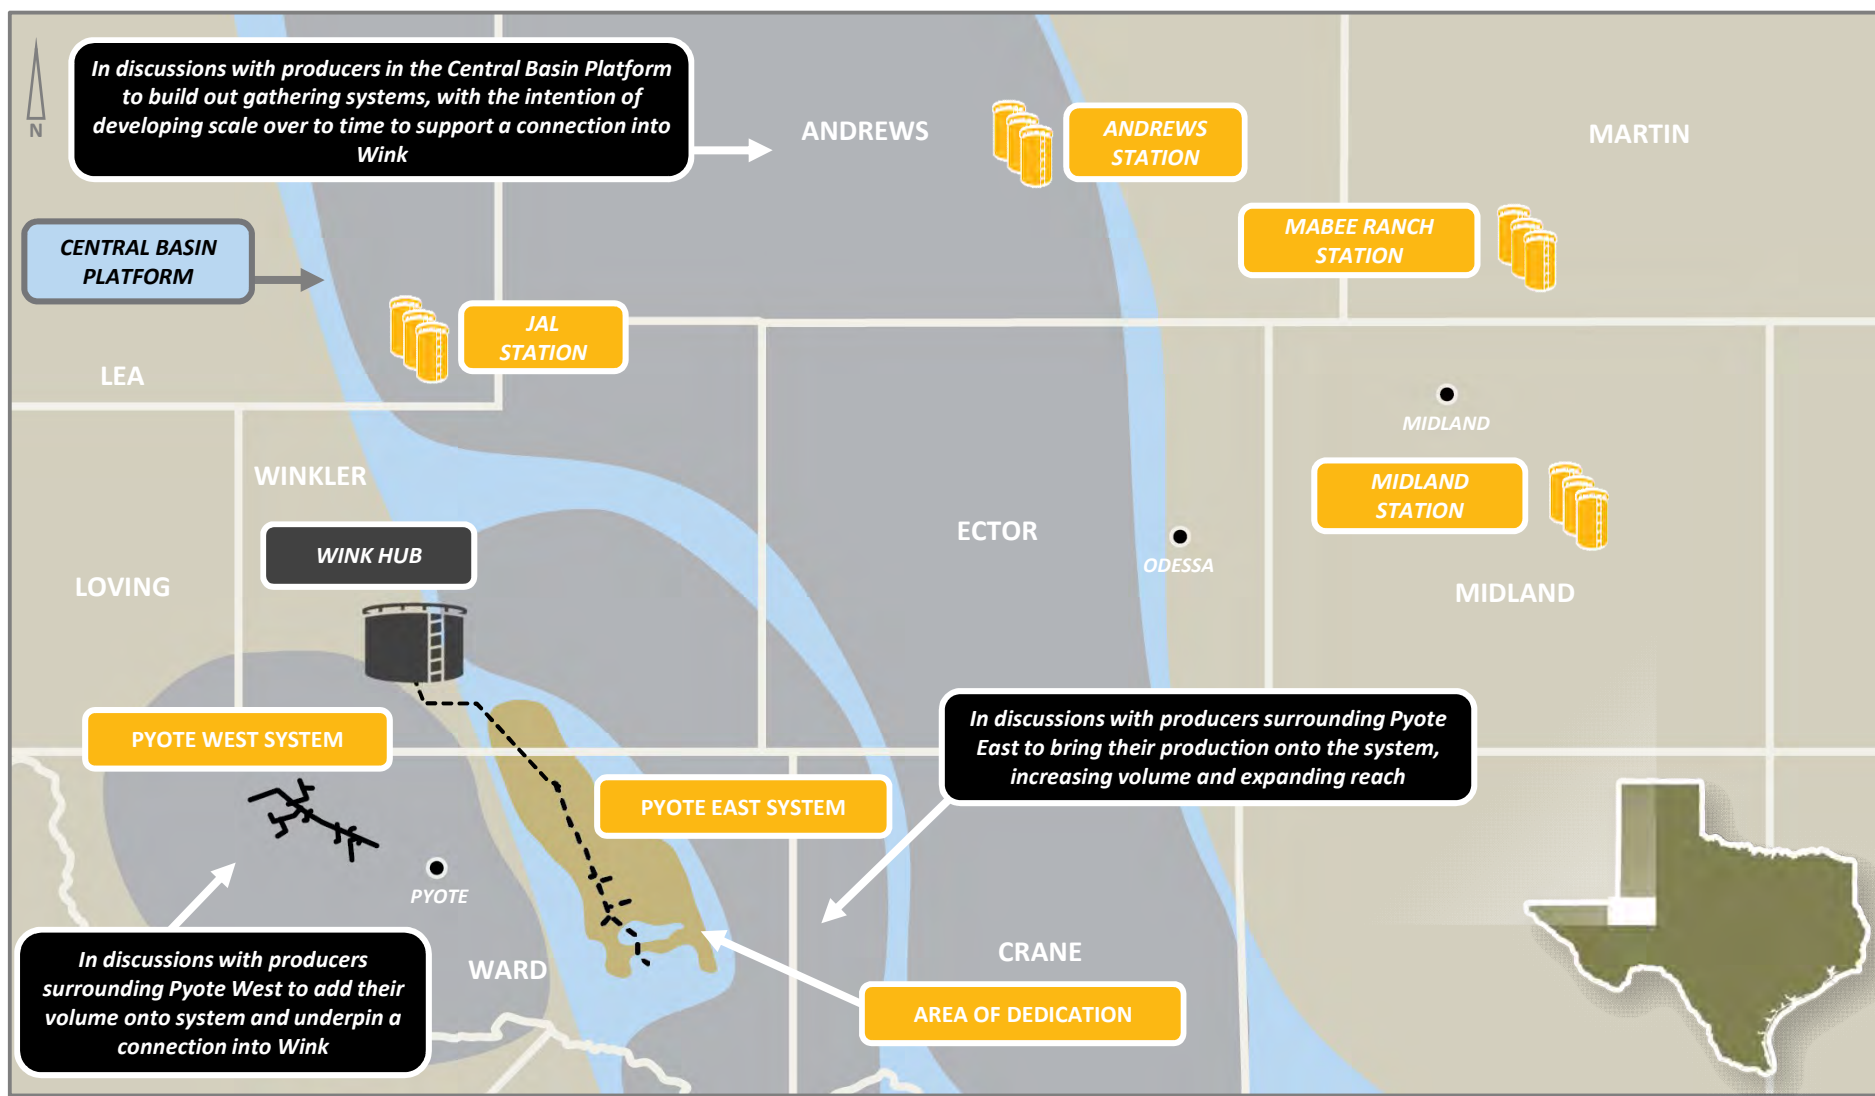 In discussions with producers in the Central Basin Platform
to build out gathering systems, with the intention of
developing scale over to time to support a connection into
Wink
N
ANDREWS
ANDREWS
STATION
MARTIN
MABEE RANCH
STATION
CENTRAL BASIN
PLATFORM
JAL
STATION
LEA
MIDLAND
WINKLER
MIDLAND
STATION
ECTOR
WINK HUB
ODESSA
LOVING
MIDLAND
PYOTE WEST SYSTEM
In discussions with producers surrounding Pyote
East to bring their production onto the system,
increasing volume and expanding reach
PYOTE EAST SYSTEM
PYOTE
In discussions with producers
surrounding Pyote West to add their
volume onto system and underpin a
connection into Wink
WARD
CRANE
AREA OF DEDICATION